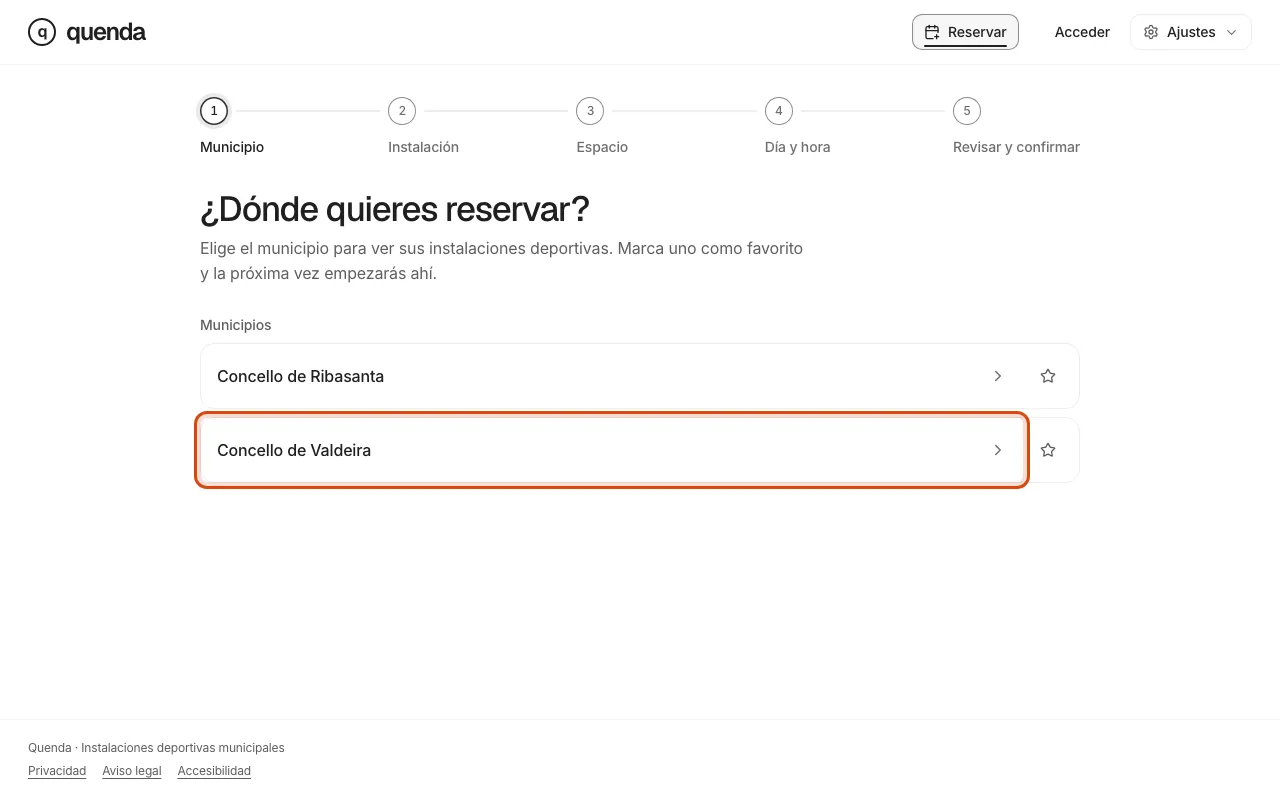 q quenda
Reservar
Acceder
Ajustes
1
2
3
4
5
Municipio
Instalación
Espacio
Día y hora
Revisar y confirmar
¿Dónde quieres reservar?
Elige el municipio para ver sus instalaciones deportivas. Marca uno como favorito
y la próxima vez empezarás ahí.
Municipios
Concello de Ribasanta
Concello de Valdeira
Quenda · Instalaciones deportivas municipales
Privacidad Aviso legal Accesibilidad